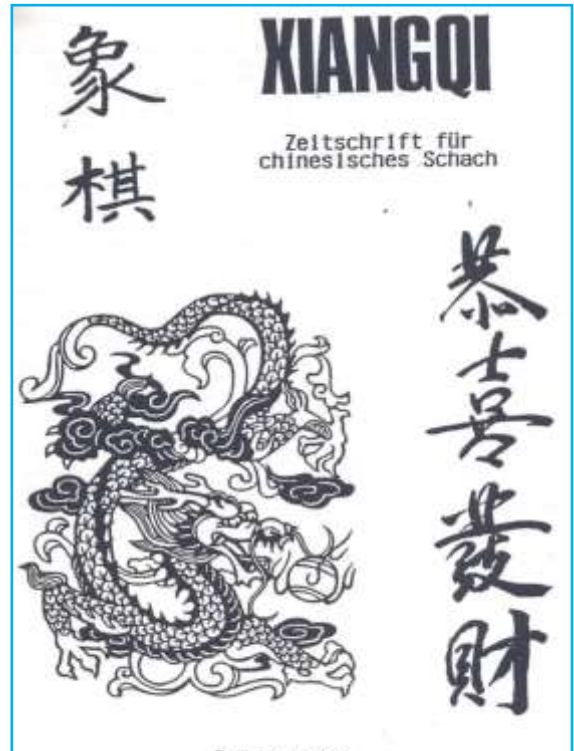 象棋
XIANGQI
Zeitschrift für
chinesisches Schach
恭喜發財